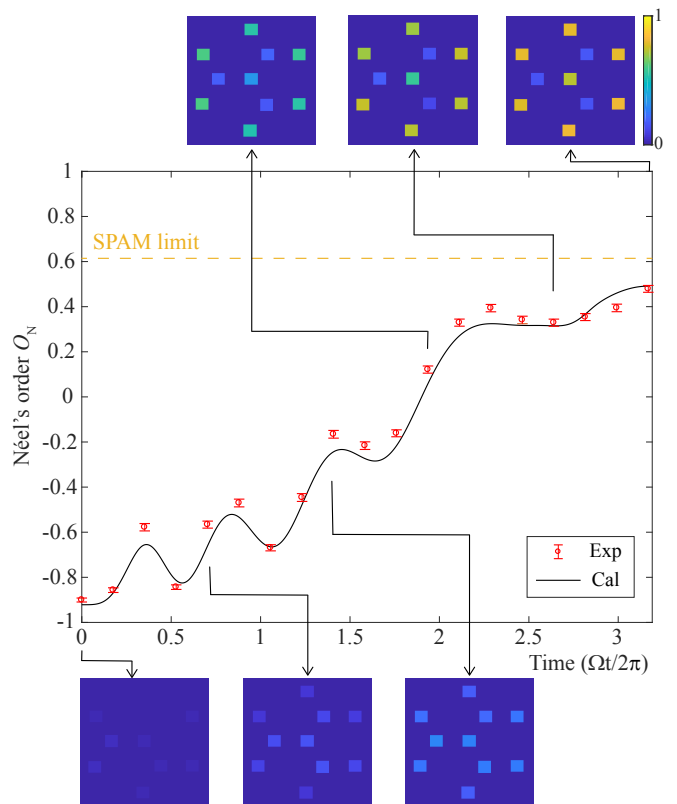 1
0
1
0.8
0.6
0.4
0.2
0
-0.2
-0.4
-0.6
-0.8
-1
SPAM limit
Néel's order O_N
Exp
Cal
0 0.5 1 1.5 2 2.5 3
Time (Ωt/2π)